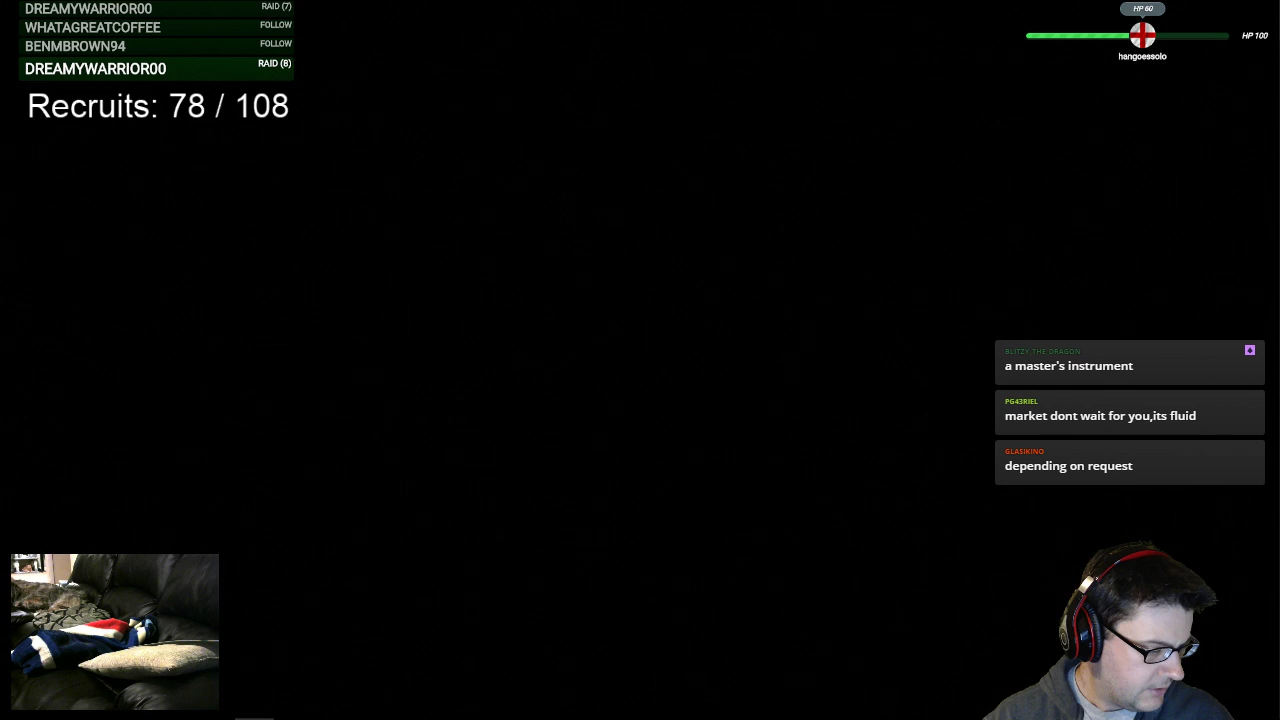 DREAMYWARRIOR00 RAID (7)
WHATAGREATCOFFEE FOLLOW
BENMBROWN94 FOLLOW
DREAMYWARRIOR00 RAID (8)
Recruits: 78 / 108
HP 60
HP 100
hangoessolo
BLITZY THE DRAGON
a master's instrument
PG43RIEL
market dont wait for you,its fluid
GLASIKINO
depending on request